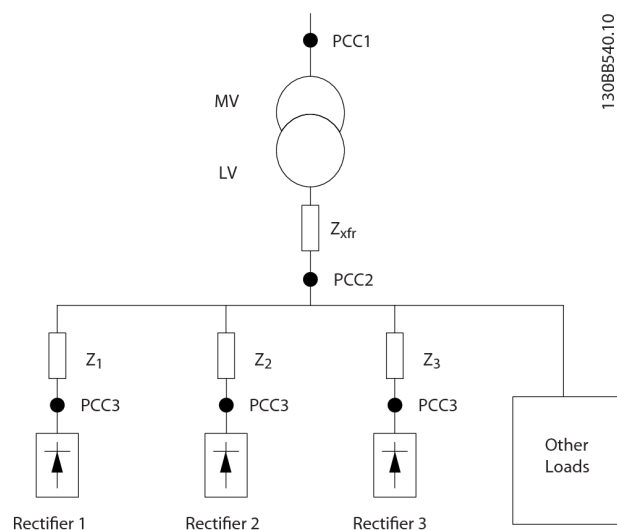 130BB540.10
PCC1
MV
LV
Zxfr
PCC2
Z1
Z2
Z3
PCC3
PCC3
PCC3
Other
Loads
Rectifier 1
Rectifier 2
Rectifier 3